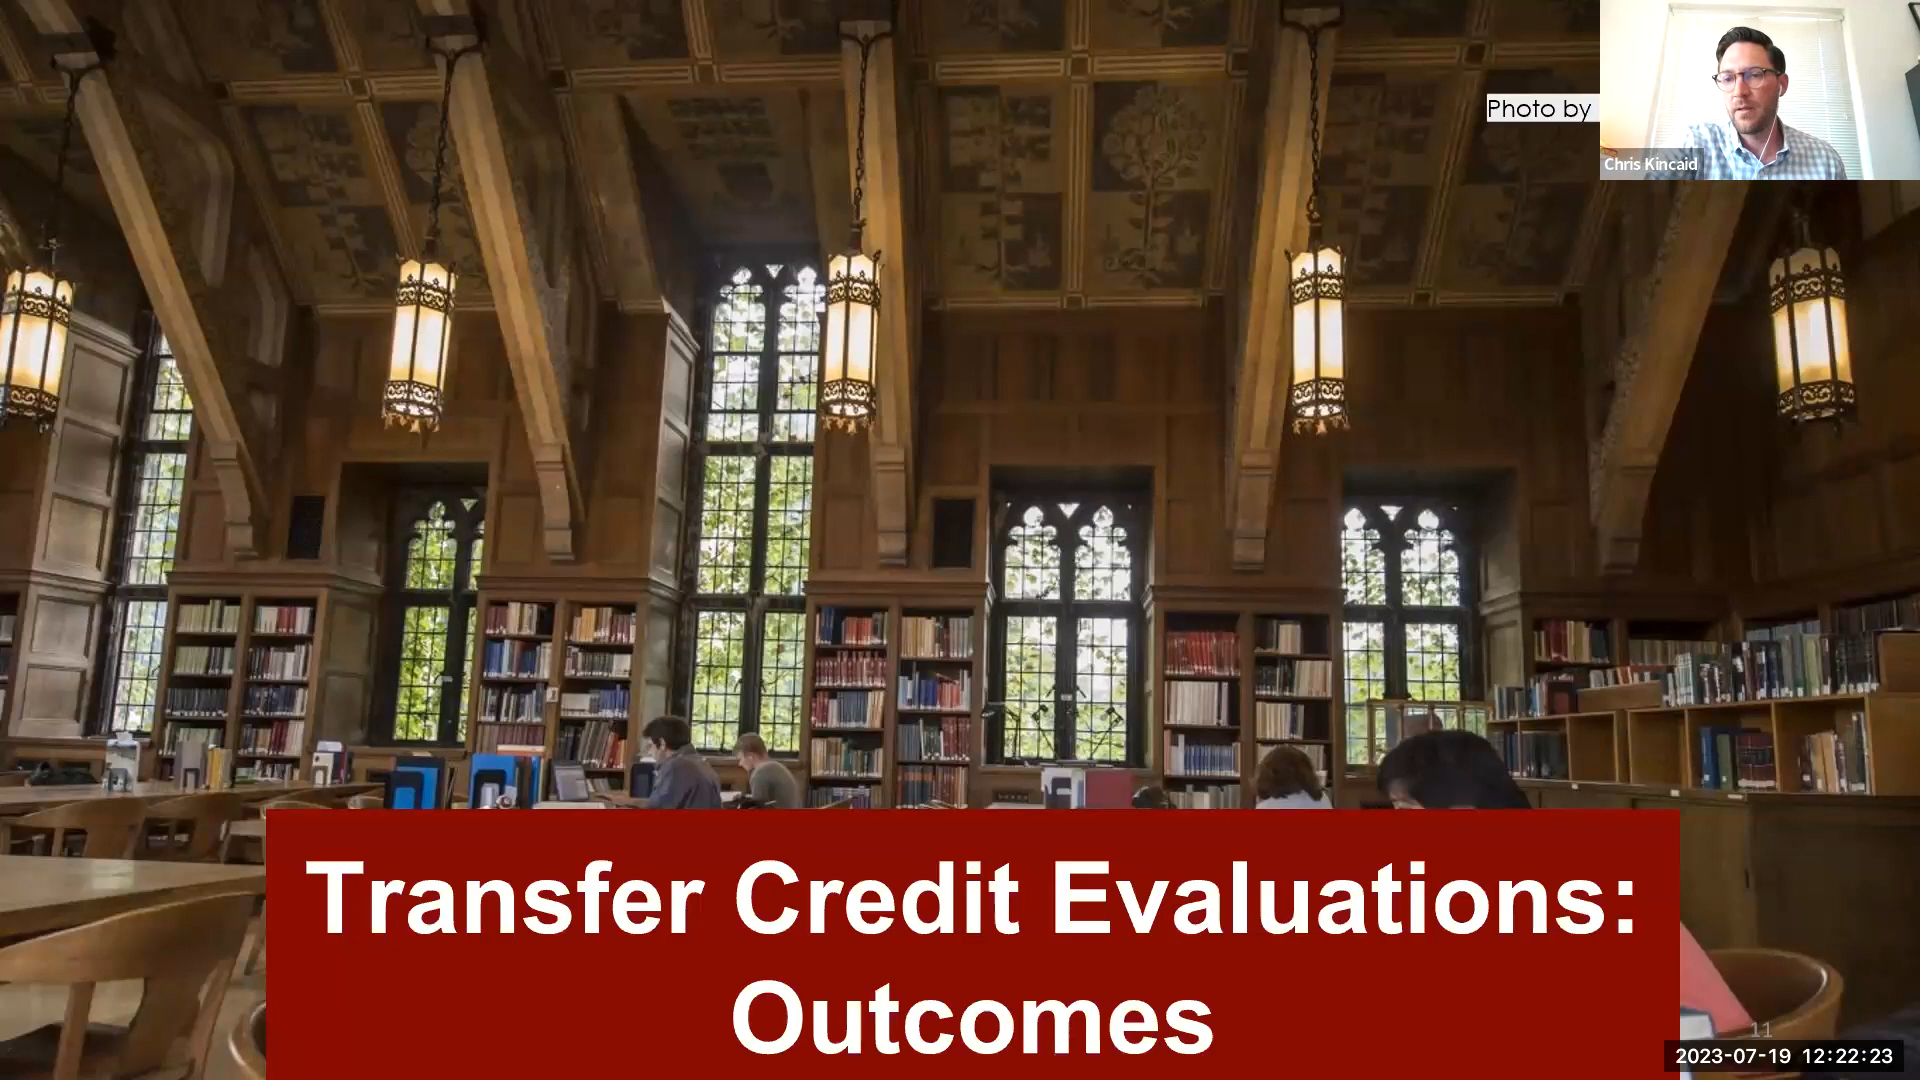 Photo by
Chris Kincaid
Transfer Credit Evaluations:
Outcomes
11
2023-07-19 12:22:23